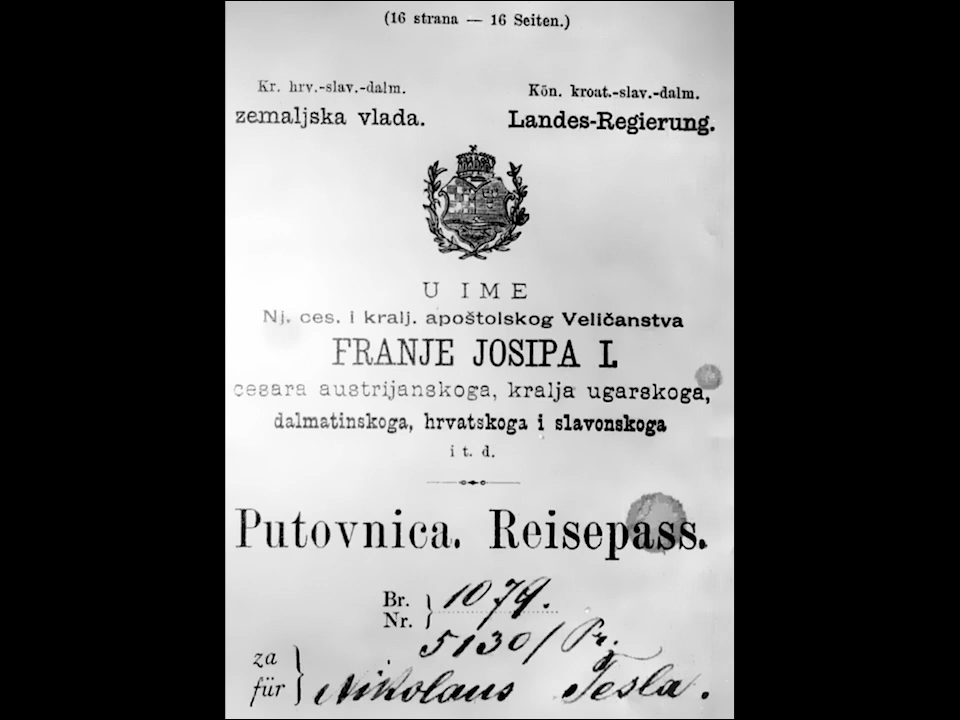 (16 strana — 16 Seiten.)
Kr. hrv.-slav.-dalm.
zemaljska vlada.
Kön. kroat.-slav.-dalm.
Landes-Regierung.
U IME
Nj. ces. i kralj. apoštolskog Veličanstva
FRANJE JOSIPA I.
cesara austrijanskoga, kralja ugarskoga,
dalmatinskoga, hrvatskoga i slavonskoga
i t. d.
Putovnica. Reisepass.
Br. } 1079.
Nr.
5130/Pr.
za
für } Nikolaus Tesla.